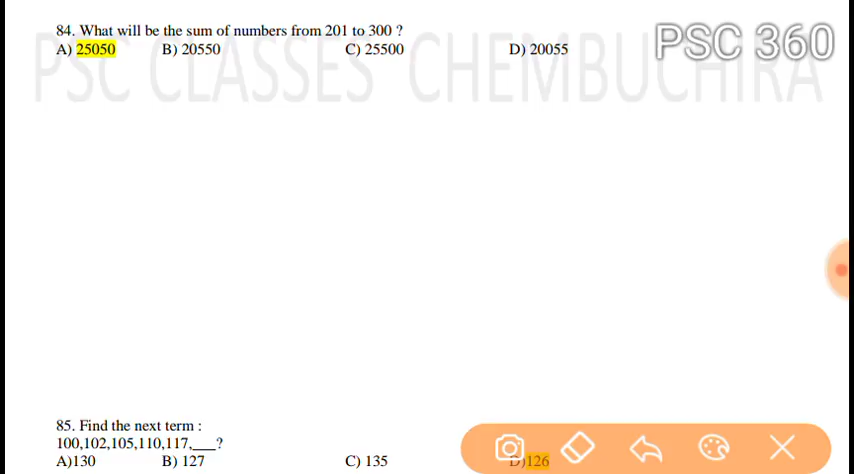 84. What will be the sum of numbers from 201 to 300 ?
A) 25050 B) 20550 C) 25500 D) 20055
PSC 360
PSC CLASSES CHEMBUCHIRA
85. Find the next term :
100,102,105,110,117,___?
A)130 B) 127 C) 135 D)126